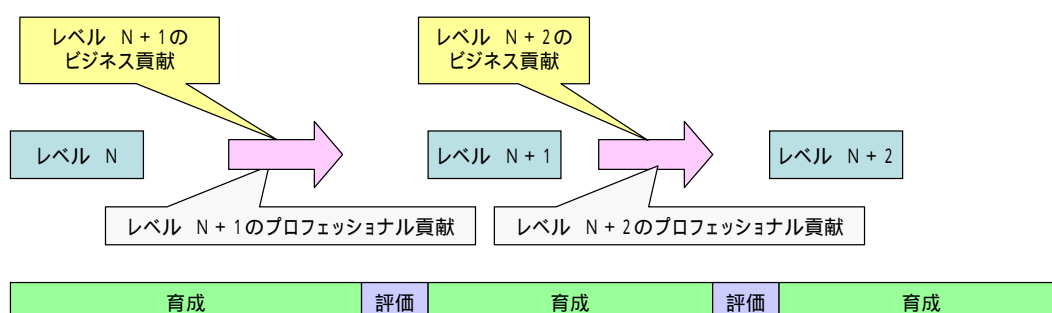 レベル N+1の
ビジネス貢献
レベル N+2の
ビジネス貢献
レベル N
レベル N+1
レベル N+2
レベル N+1のプロフェッショナル貢献
レベル N+2のプロフェッショナル貢献
育成
評価
育成
評価
育成